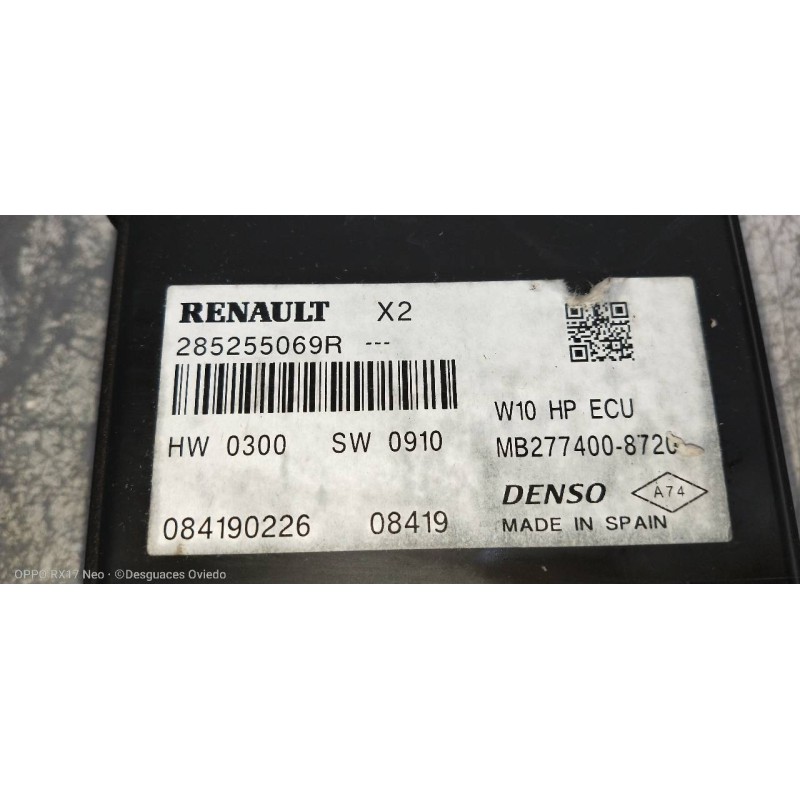 RENAULT X2
285255069R ---
W10 HP ECU
HW 0300 SW 0910
MB277400-872
DENSO A74
084190226 08419
MADE IN SPAIN
OPPO RX17 Neo · ©Desguaces Oviedo